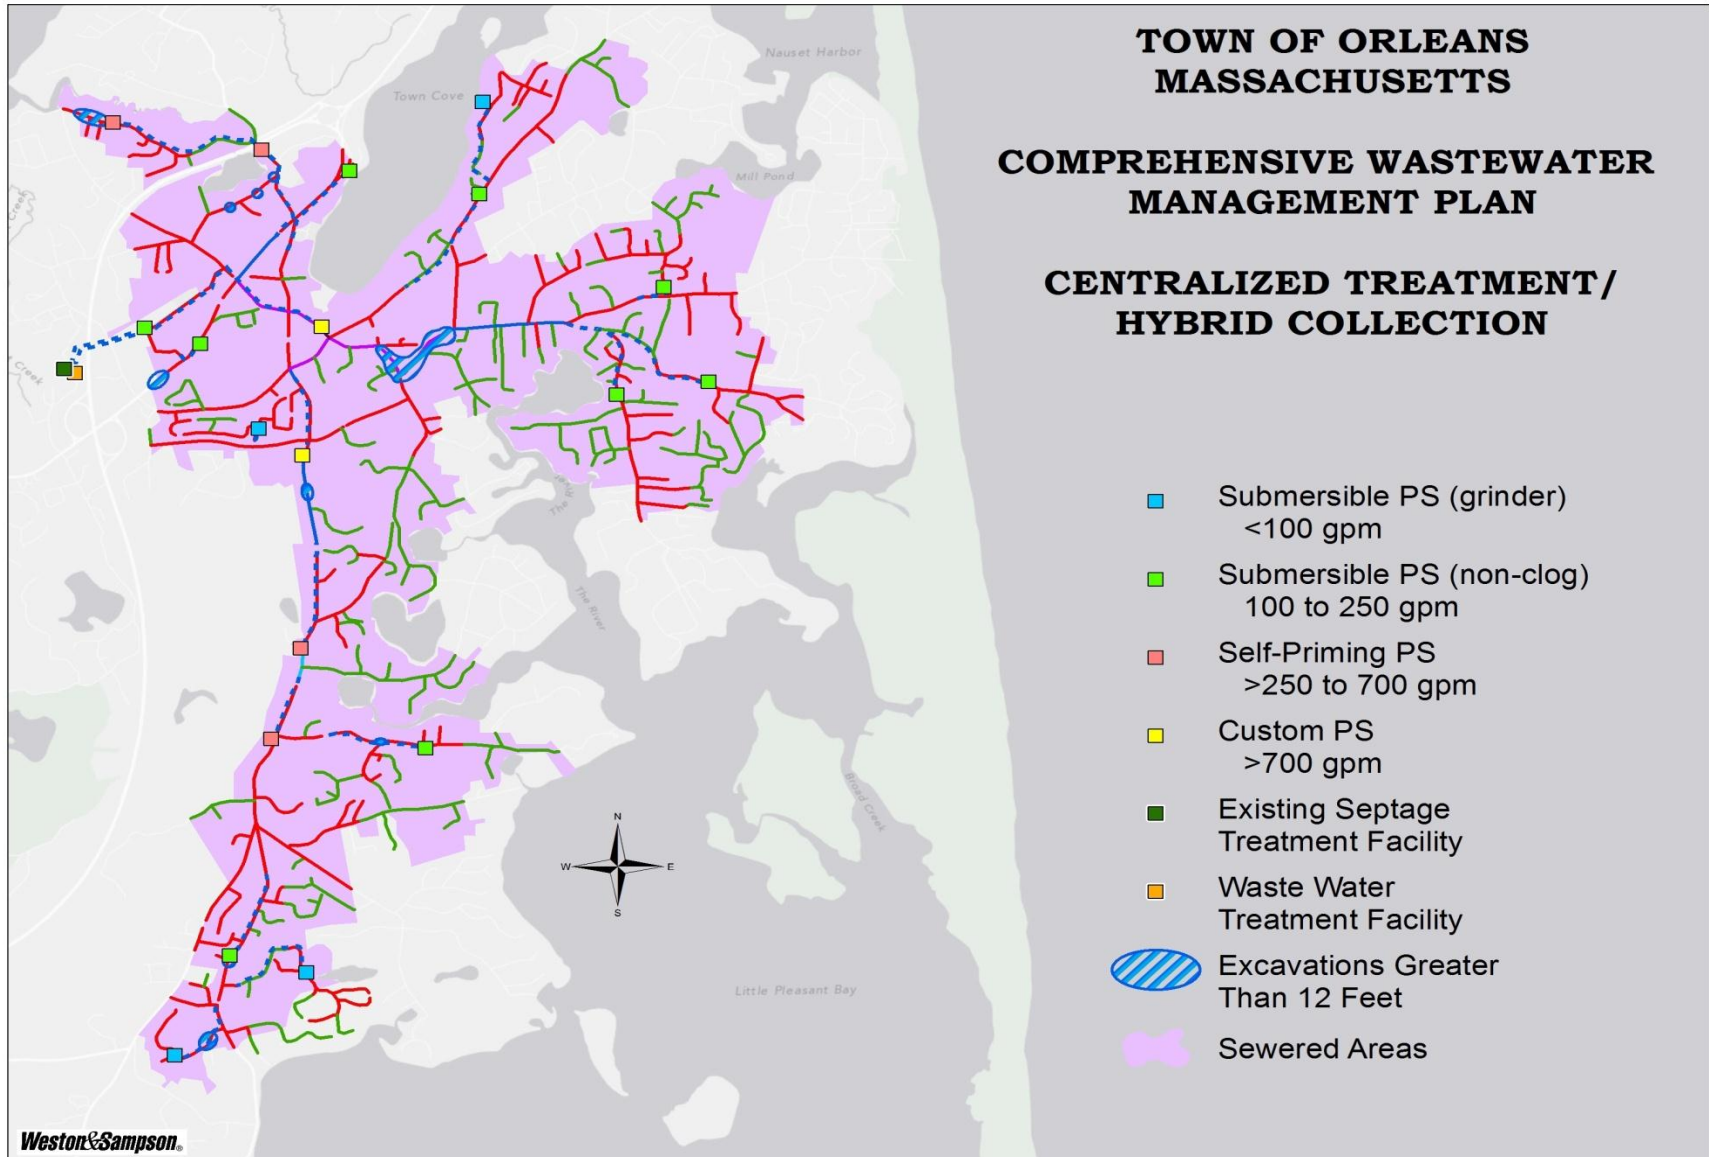 TOWN OF ORLEANS
MASSACHUSETTS
COMPREHENSIVE WASTEWATER
MANAGEMENT PLAN
CENTRALIZED TREATMENT/
HYBRID COLLECTION
Nauset Harbor
Town Cove
Mill Pond
Creek
Creek
The River
Broad Creek
Little Pleasant Bay
N
W
E
S
Submersible PS (grinder)
<100 gpm
Submersible PS (non-clog)
100 to 250 gpm
Self-Priming PS
>250 to 700 gpm
Custom PS
>700 gpm
Existing Septage
Treatment Facility
Waste Water
Treatment Facility
Excavations Greater
Than 12 Feet
Sewered Areas
Weston&Sampson®